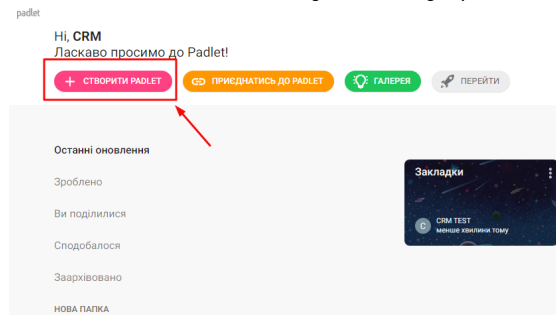 padlet
Hi, CRM
Ласкаво просимо до Padlet!
СТВОРИТИ PADLET
ПРИЄДНАТИСЬ ДО PADLET
ГАЛЕРЕЯ
ПЕРЕЙТИ
Останні оновлення
Зроблено
Ви поділилися
Сподобалося
Заархівовано
НОВА ПАПКА
Закладки
C
CRM TEST
менше хвилини тому